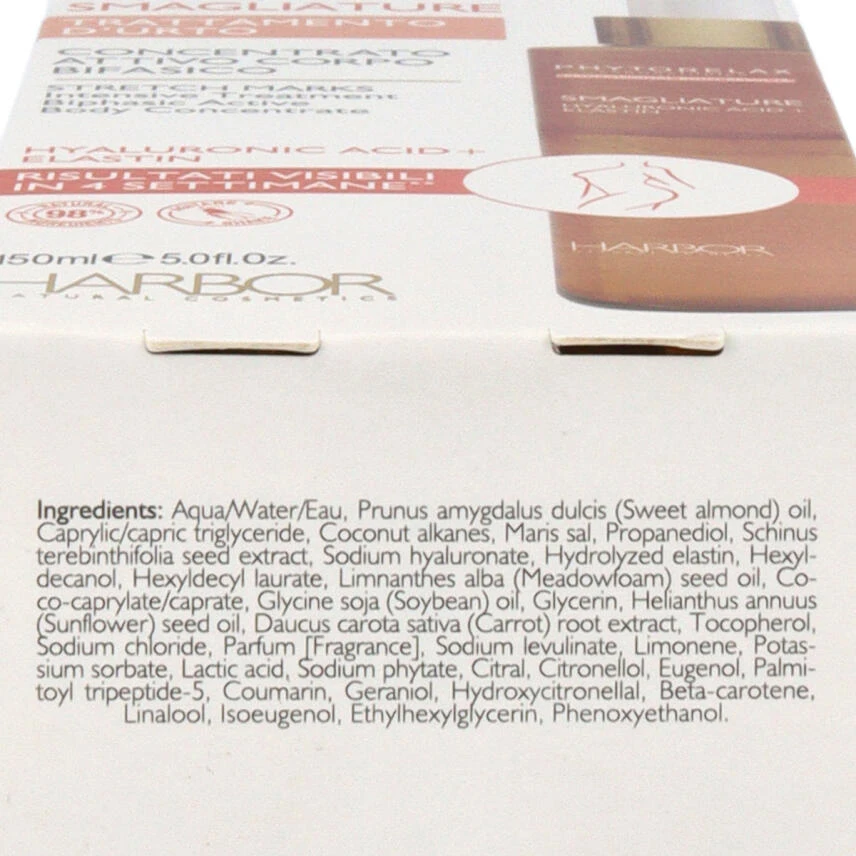 SMAGLIATURE
TRATTAMENTO
D'URTO
CONCENTRATO
ATTIVO CORPO
BIFASICO
STRETCH MARKS
Intensive Treatment
Biphasic Active
Body Concentrate
HYALURONIC ACID+
ELASTIN
RISULTATI VISIBILI
IN 4 SETTIMANE**
98%
150ml ℮ 5.0fl.Oz.
HARBOR
NATURAL COSMETICS
PHYTORELAX
SMAGLIATURE
HYALURONIC ACID+
ELASTIN
HARBOR
Ingredients: Aqua/Water/Eau, Prunus amygdalus dulcis (Sweet almond) oil,
Caprylic/capric triglyceride, Coconut alkanes, Maris sal, Propanediol, Schinus
terebinthifolia seed extract, Sodium hyaluronate, Hydrolyzed elastin, Hexyl-
decanol, Hexyldecyl laurate, Limnanthes alba (Meadowfoam) seed oil, Co-
co-caprylate/caprate, Glycine soja (Soybean) oil, Glycerin, Helianthus annuus
(Sunflower) seed oil, Daucus carota sativa (Carrot) root extract, Tocopherol,
Sodium chloride, Parfum [Fragrance], Sodium levulinate, Limonene, Potas-
sium sorbate, Lactic acid, Sodium phytate, Citral, Citronellol, Eugenol, Palmi-
toyl tripeptide-5, Coumarin, Geraniol, Hydroxycitronellal, Beta-carotene,
Linalool, Isoeugenol, Ethylhexylglycerin, Phenoxyethanol.